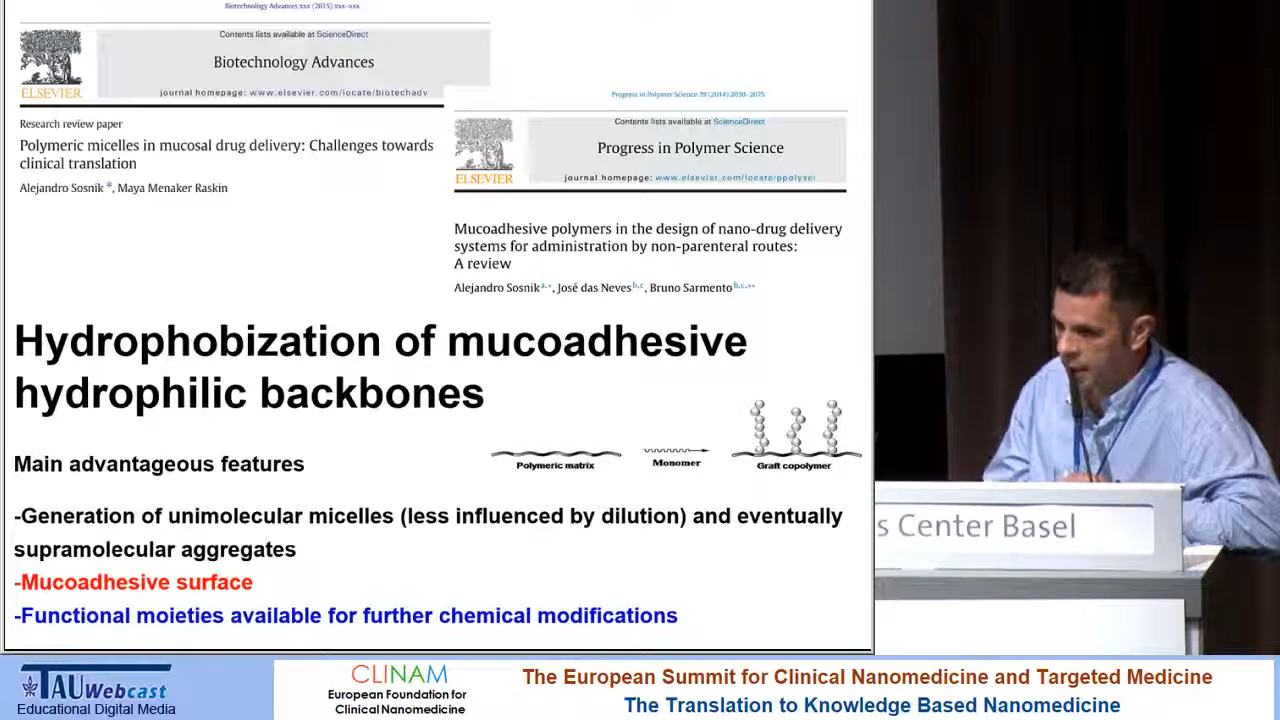 Biotechnology Advances xxx (2015) xxx–xxx
Contents lists available at ScienceDirect
Biotechnology Advances
journal homepage: www.elsevier.com/locate/biotechadv
ELSEVIER
Research review paper
Polymeric micelles in mucosal drug delivery: Challenges towards
clinical translation
Alejandro Sosnik *, Maya Menaker Raskin
Progress in Polymer Science 39 (2014) 2030–2075
Contents lists available at ScienceDirect
Progress in Polymer Science
journal homepage: www.elsevier.com/locate/ppolysci
ELSEVIER
Mucoadhesive polymers in the design of nano-drug delivery
systems for administration by non-parenteral routes:
A review
Alejandro Sosnik a,*, José das Neves b,c, Bruno Sarmento b,c,**
Hydrophobization of mucoadhesive
hydrophilic backbones
Main advantageous features
Polymeric matrix
Monomer
Graft copolymer
-Generation of unimolecular micelles (less influenced by dilution) and eventually
supramolecular aggregates
-Mucoadhesive surface
-Functional moieties available for further chemical modifications
s Center Basel
TAU Webcast
Educational Digital Media
CLINAM
European Foundation for
Clinical Nanomedicine
The European Summit for Clinical Nanomedicine and Targeted Medicine
The Translation to Knowledge Based Nanomedicine